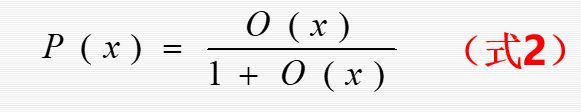 P ( x ) = O ( x ) / 1 + O ( x ) （式2）